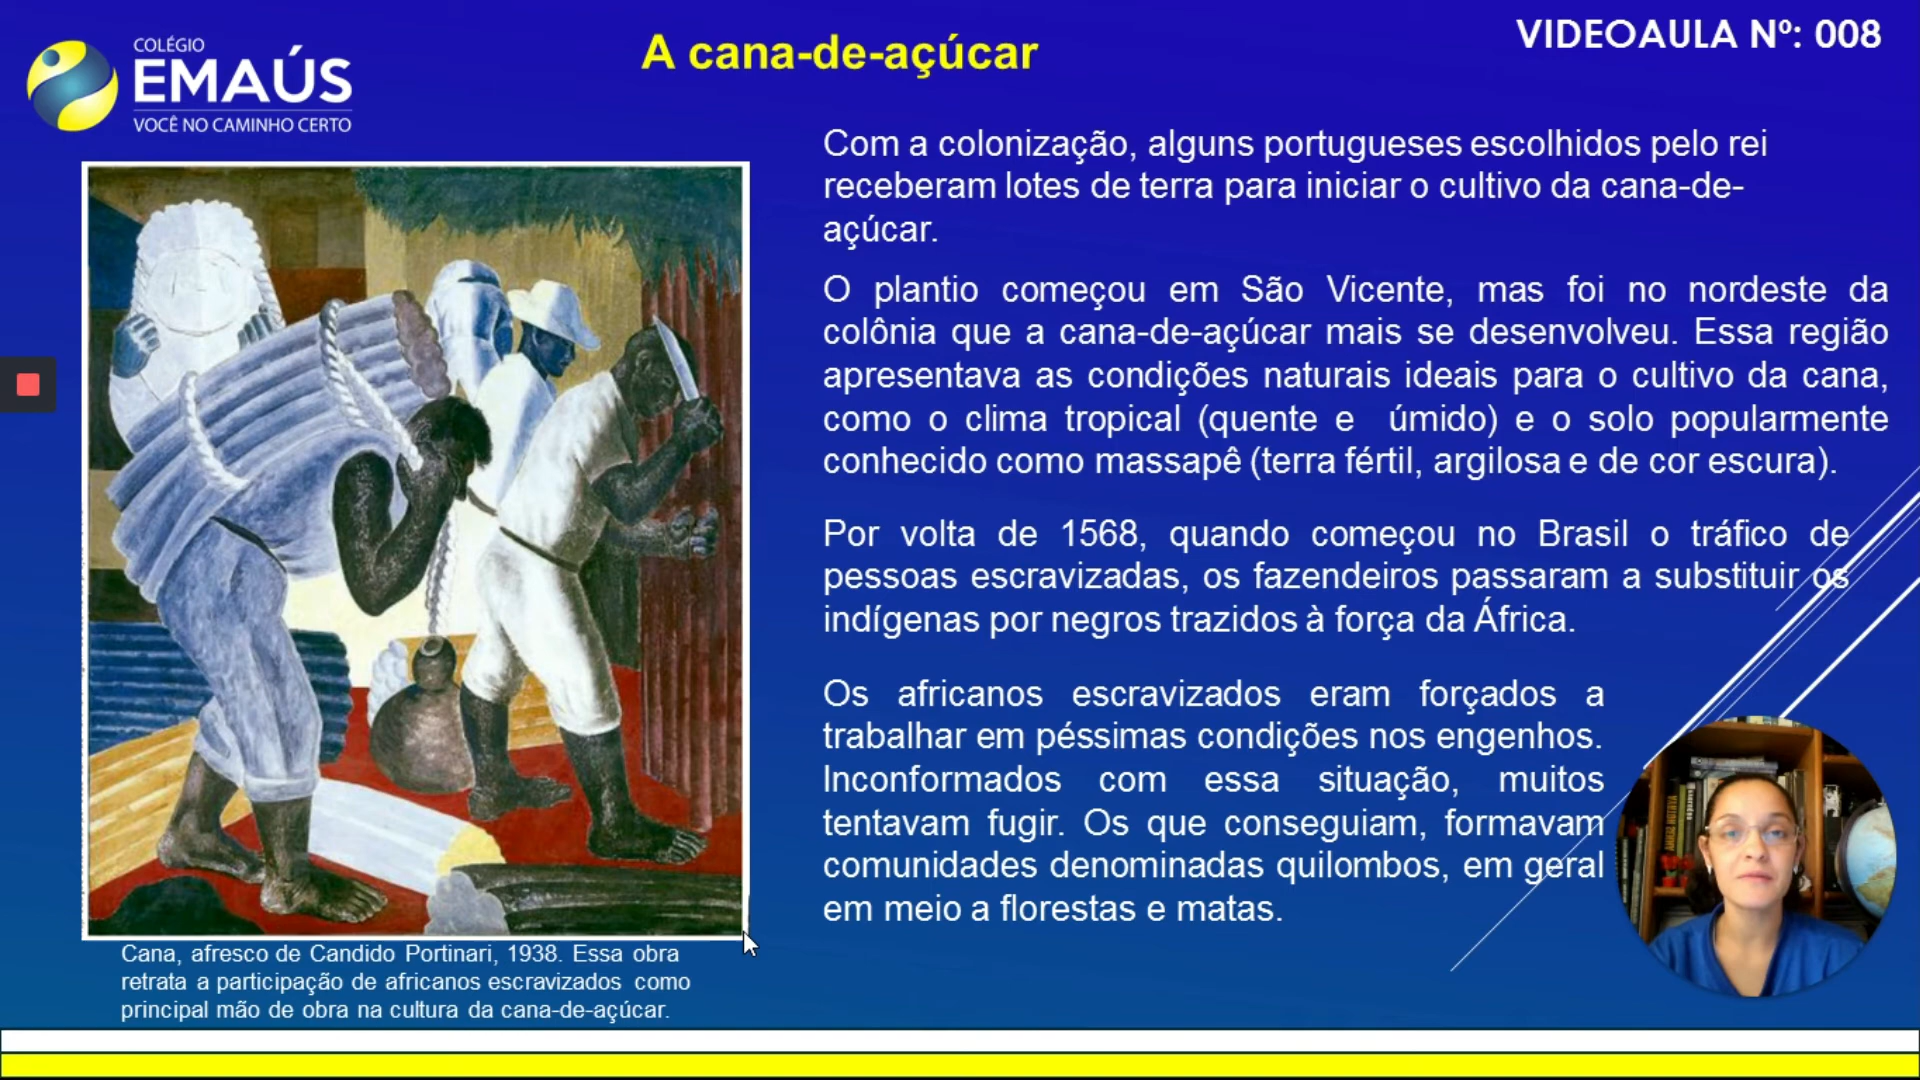 COLÉGIO
EMAÚS
VOCÊ NO CAMINHO CERTO
A cana-de-açúcar
VIDEOAULA Nº: 008
Com a colonização, alguns portugueses escolhidos pelo rei
receberam lotes de terra para iniciar o cultivo da cana-de-
açúcar.
O plantio começou em São Vicente, mas foi no nordeste da
colônia que a cana-de-açúcar mais se desenvolveu. Essa região
apresentava as condições naturais ideais para o cultivo da cana,
como o clima tropical (quente e úmido) e o solo popularmente
conhecido como massapê (terra fértil, argilosa e de cor escura).
Por volta de 1568, quando começou no Brasil o tráfico de
pessoas escravizadas, os fazendeiros passaram a substituir os
indígenas por negros trazidos à força da África.
Os africanos escravizados eram forçados a
trabalhar em péssimas condições nos engenhos.
Inconformados com essa situação, muitos
tentavam fugir. Os que conseguiam, formavam
comunidades denominadas quilombos, em geral
em meio a florestas e matas.
Cana, afresco de Candido Portinari, 1938. Essa obra
retrata a participação de africanos escravizados como
principal mão de obra na cultura da cana-de-açúcar.